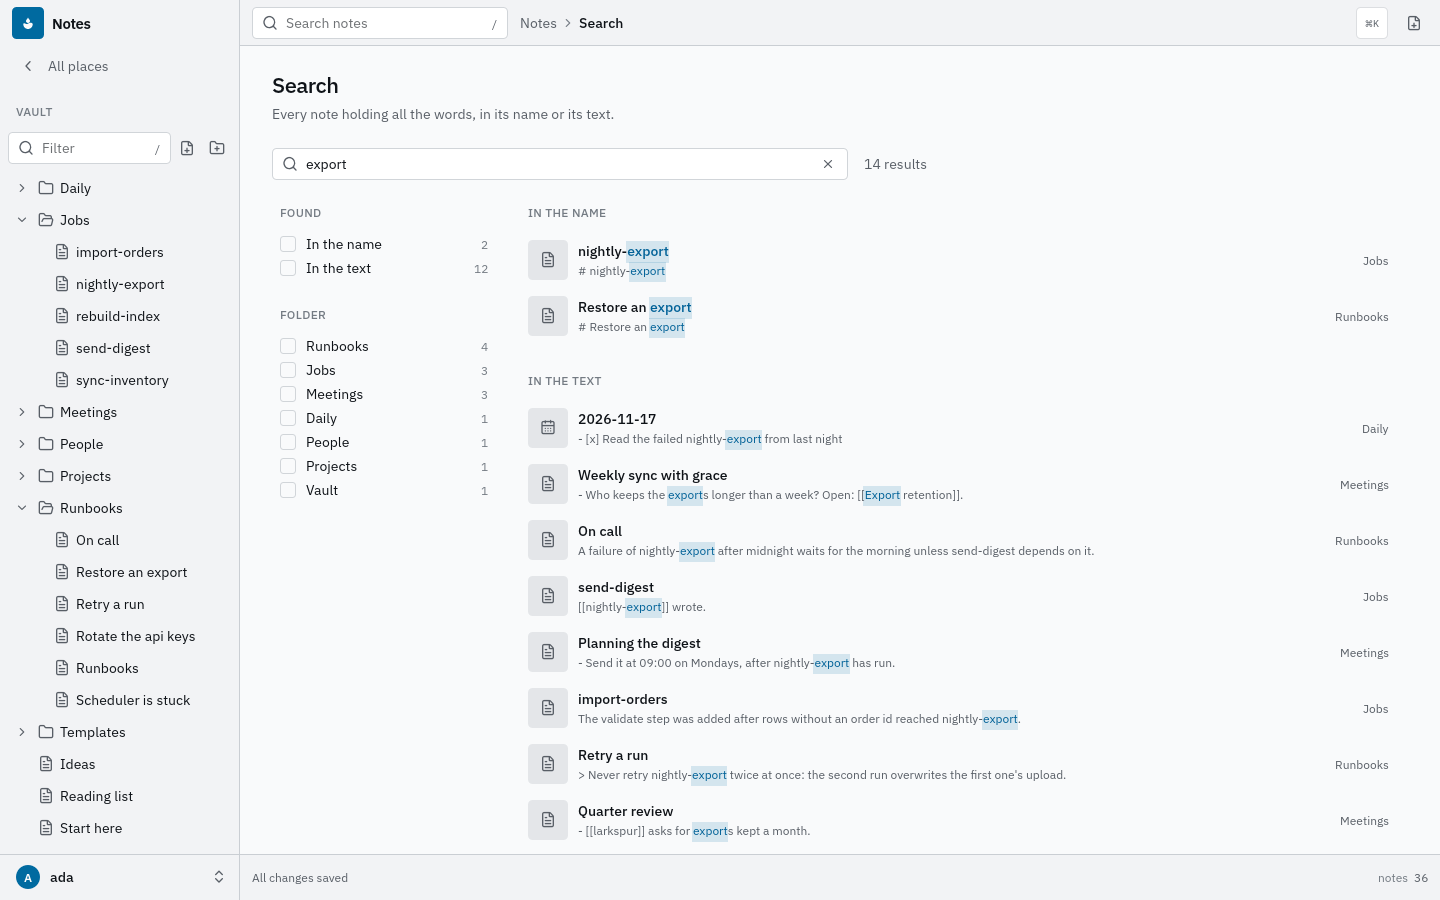 Notes
All places
VAULT
Filter /
Daily
Jobs
import-orders
nightly-export
rebuild-index
send-digest
sync-inventory
Meetings
People
Projects
Runbooks
On call
Restore an export
Retry a run
Rotate the api keys
Runbooks
Scheduler is stuck
Templates
Ideas
Reading list
Start here
A ada
Search notes /
Notes > Search
⌘K
Search
Every note holding all the words, in its name or its text.
export
14 results
FOUND
In the name 2
In the text 12
FOLDER
Runbooks 4
Jobs 3
Meetings 3
Daily 1
People 1
Projects 1
Vault 1
IN THE NAME
nightly-export
# nightly-export
Jobs
Restore an export
# Restore an export
Runbooks
IN THE TEXT
2026-11-17
- [x] Read the failed nightly-export from last night
Daily
Weekly sync with grace
- Who keeps the exports longer than a week? Open: [[Export retention]].
Meetings
On call
A failure of nightly-export after midnight waits for the morning unless send-digest depends on it.
Runbooks
send-digest
[[nightly-export]] wrote.
Jobs
Planning the digest
- Send it at 09:00 on Mondays, after nightly-export has run.
Meetings
import-orders
The validate step was added after rows without an order id reached nightly-export.
Jobs
Retry a run
> Never retry nightly-export twice at once: the second run overwrites the first one's upload.
Runbooks
Quarter review
- [[larkspur]] asks for exports kept a month.
Meetings
All changes saved
notes 36